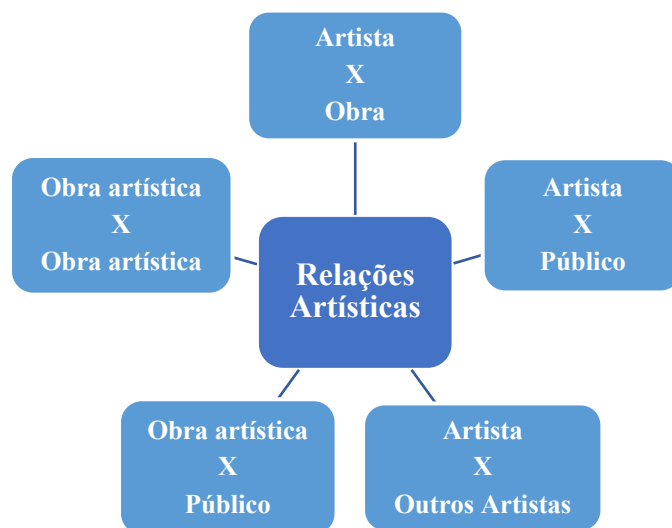 Artista
X
Obra
Obra artística
X
Obra artística
Artista
X
Público
Relações
Artísticas
Obra artística
X
Público
Artista
X
Outros Artistas